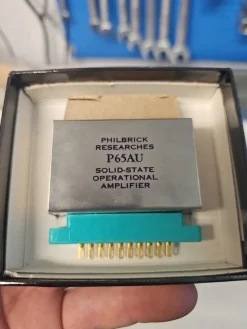 PHILBRICK
RESEARCHES
P65AU
SOLID-STATE
OPERATIONAL
AMPLIFIER